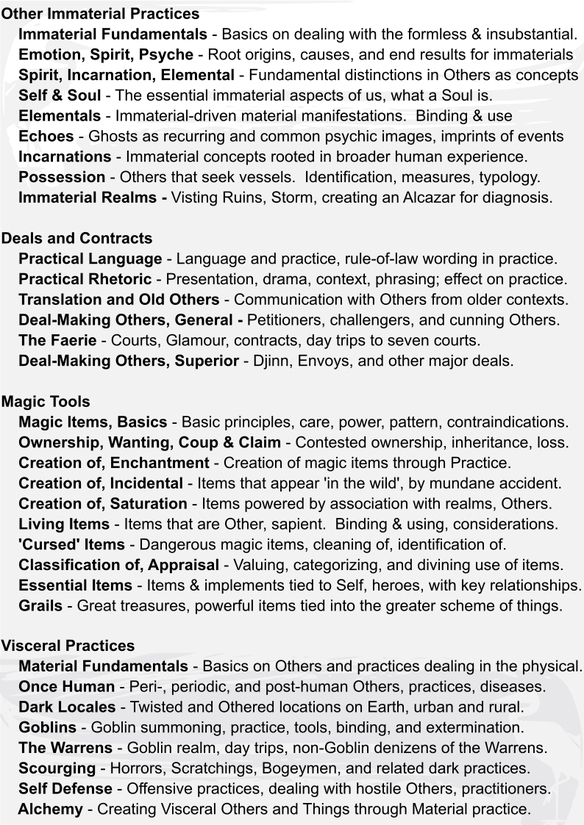 Other Immaterial Practices
Immaterial Fundamentals - Basics on dealing with the formless & insubstantial.
Emotion, Spirit, Psyche - Root origins, causes, and end results for immaterials
Spirit, Incarnation, Elemental - Fundamental distinctions in Others as concepts
Self & Soul - The essential immaterial aspects of us, what a Soul is.
Elementals - Immaterial-driven material manifestations. Binding & use
Echoes - Ghosts as recurring and common psychic images, imprints of events
Incarnations - Immaterial concepts rooted in broader human experience.
Possession - Others that seek vessels. Identification, measures, typology.
Immaterial Realms - Visting Ruins, Storm, creating an Alcazar for diagnosis.
Deals and Contracts
Practical Language - Language and practice, rule-of-law wording in practice.
Practical Rhetoric - Presentation, drama, context, phrasing; effect on practice.
Translation and Old Others - Communication with Others from older contexts.
Deal-Making Others, General - Petitioners, challengers, and cunning Others.
The Faerie - Courts, Glamour, contracts, day trips to seven courts.
Deal-Making Others, Superior - Djinn, Envoys, and other major deals.
Magic Tools
Magic Items, Basics - Basic principles, care, power, pattern, contraindications.
Ownership, Wanting, Coup & Claim - Contested ownership, inheritance, loss.
Creation of, Enchantment - Creation of magic items through Practice.
Creation of, Incidental - Items that appear 'in the wild', by mundane accident.
Creation of, Saturation - Items powered by association with realms, Others.
Living Items - Items that are Other, sapient. Binding & using, considerations.
'Cursed' Items - Dangerous magic items, cleaning of, identification of.
Classification of, Appraisal - Valuing, categorizing, and divining use of items.
Essential Items - Items & implements tied to Self, heroes, with key relationships.
Grails - Great treasures, powerful items tied into the greater scheme of things.
Visceral Practices
Material Fundamentals - Basics on Others and practices dealing in the physical.
Once Human - Peri-, periodic, and post-human Others, practices, diseases.
Dark Locales - Twisted and Othered locations on Earth, urban and rural.
Goblins - Goblin summoning, practice, tools, binding, and extermination.
The Warrens - Goblin realm, day trips, non-Goblin denizens of the Warrens.
Scourging - Horrors, Scratchings, Bogeymen, and related dark practices.
Self Defense - Offensive practices, dealing with hostile Others, practitioners.
Alchemy - Creating Visceral Others and Things through Material practice.